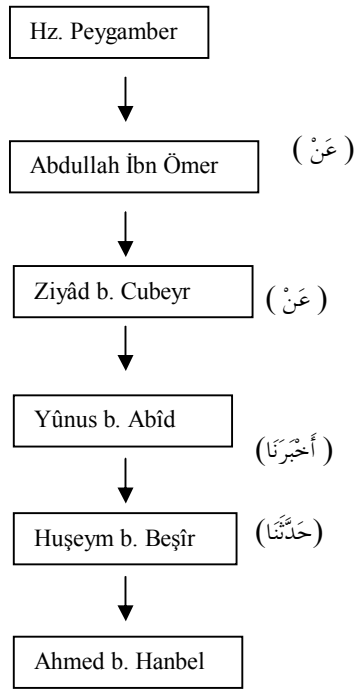 Hz. Peygamber
Abdullah İbn Ömer
( عَنْ )
Ziyâd b. Cubeyr
( عَنْ )
Yûnus b. Abîd
( أَخْبَرَنَا )
Huşeym b. Beşîr
(حَدَّثَنَا)
Ahmed b. Hanbel